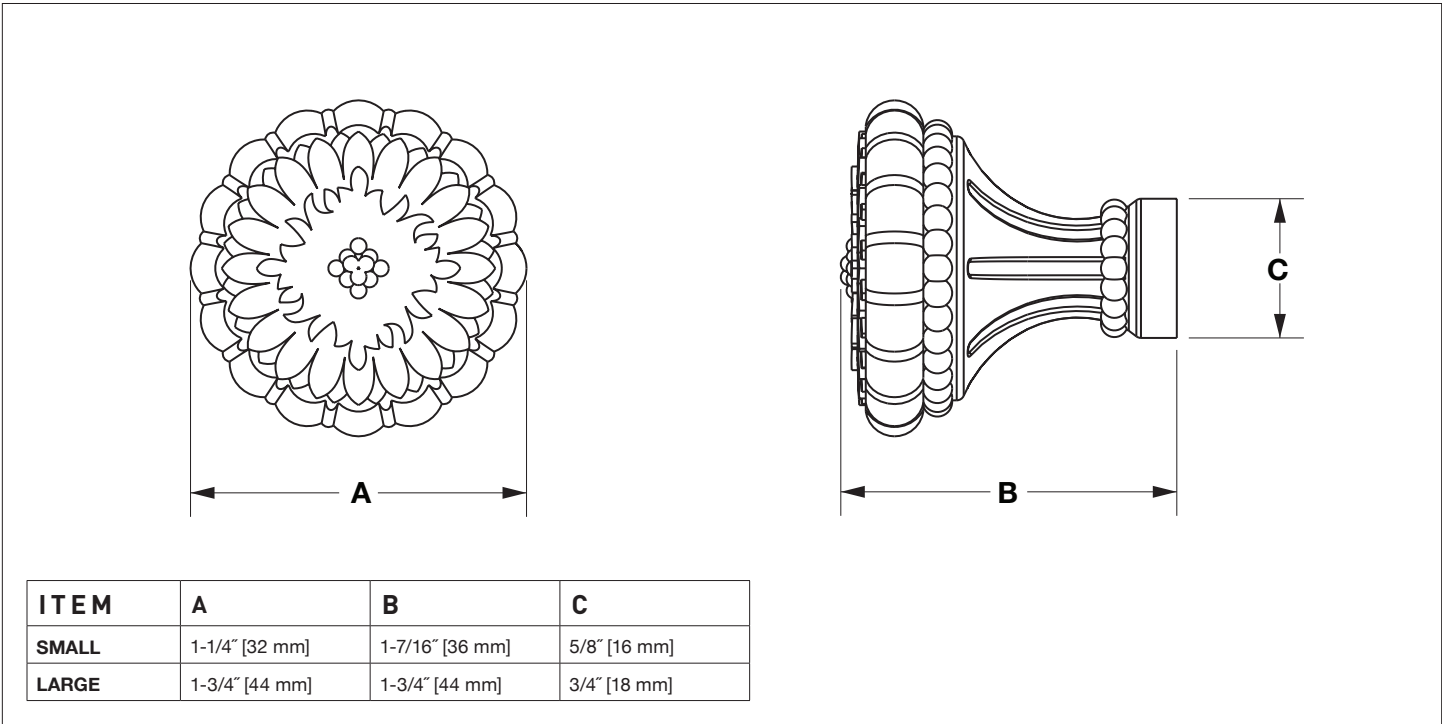 A
B
C
ITEM A B C
SMALL 1-1/4˝ [32 mm] 1-7/16˝ [36 mm] 5/8˝ [16 mm]
LARGE 1-3/4˝ [44 mm] 1-3/4˝ [44 mm] 3/4˝ [18 mm]